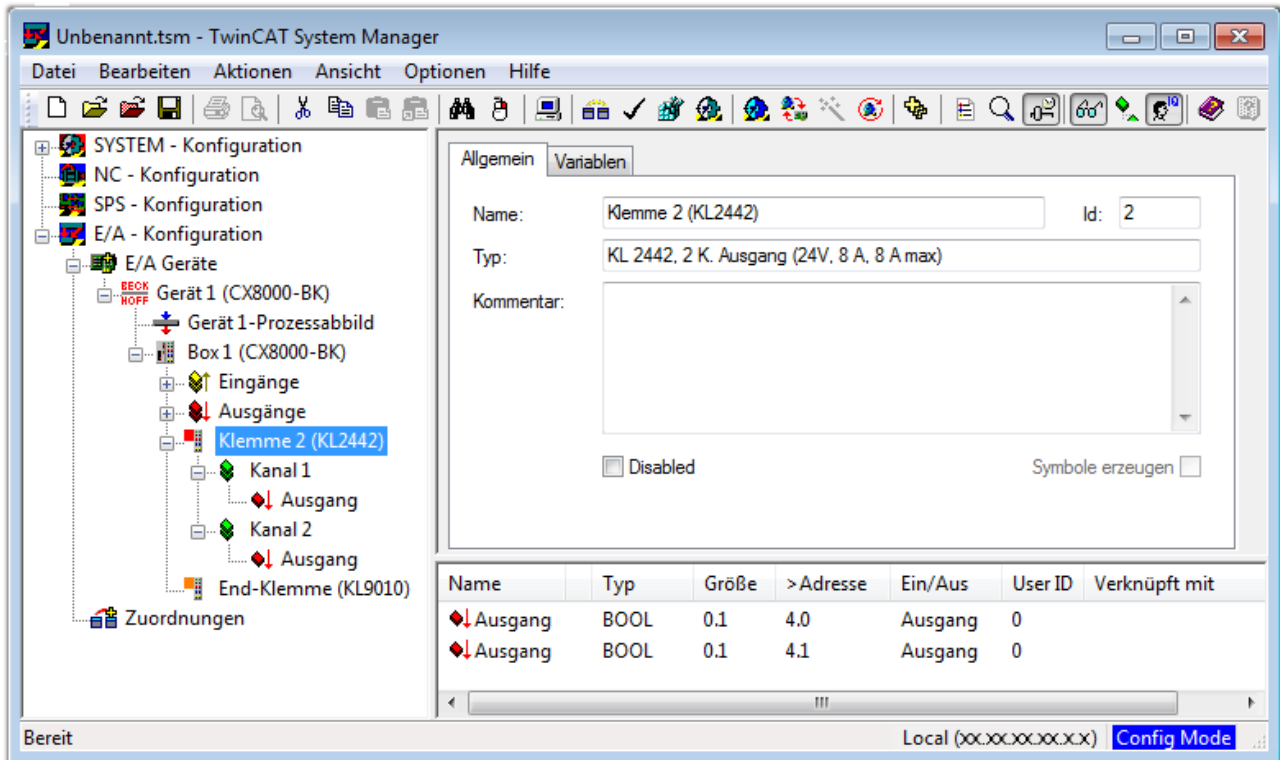 Unbenannt.tsm - TwinCAT System Manager
Datei Bearbeiten Aktionen Ansicht Optionen Hilfe
SYSTEM - Konfiguration
NC - Konfiguration
SPS - Konfiguration
E/A - Konfiguration
E/A Geräte
BECK
HOFF
Gerät 1 (CX8000-BK)
Gerät 1-Prozessabbild
Box 1 (CX8000-BK)
Eingänge
Ausgänge
Klemme 2 (KL2442)
Kanal 1
Ausgang
Kanal 2
Ausgang
End-Klemme (KL9010)
Zuordnungen
Allgemein Variablen
Name: Klemme 2 (KL2442) Id: 2
Typ: KL 2442, 2 K. Ausgang (24V, 8 A, 8 A max)
Kommentar:
Disabled Symbole erzeugen
Name Typ Größe >Adresse Ein/Aus User ID Verknüpft mit
Ausgang BOOL 0.1 4.0 Ausgang 0
Ausgang BOOL 0.1 4.1 Ausgang 0
Bereit Local (xx.xx.xx.xx.x.x) Config Mode